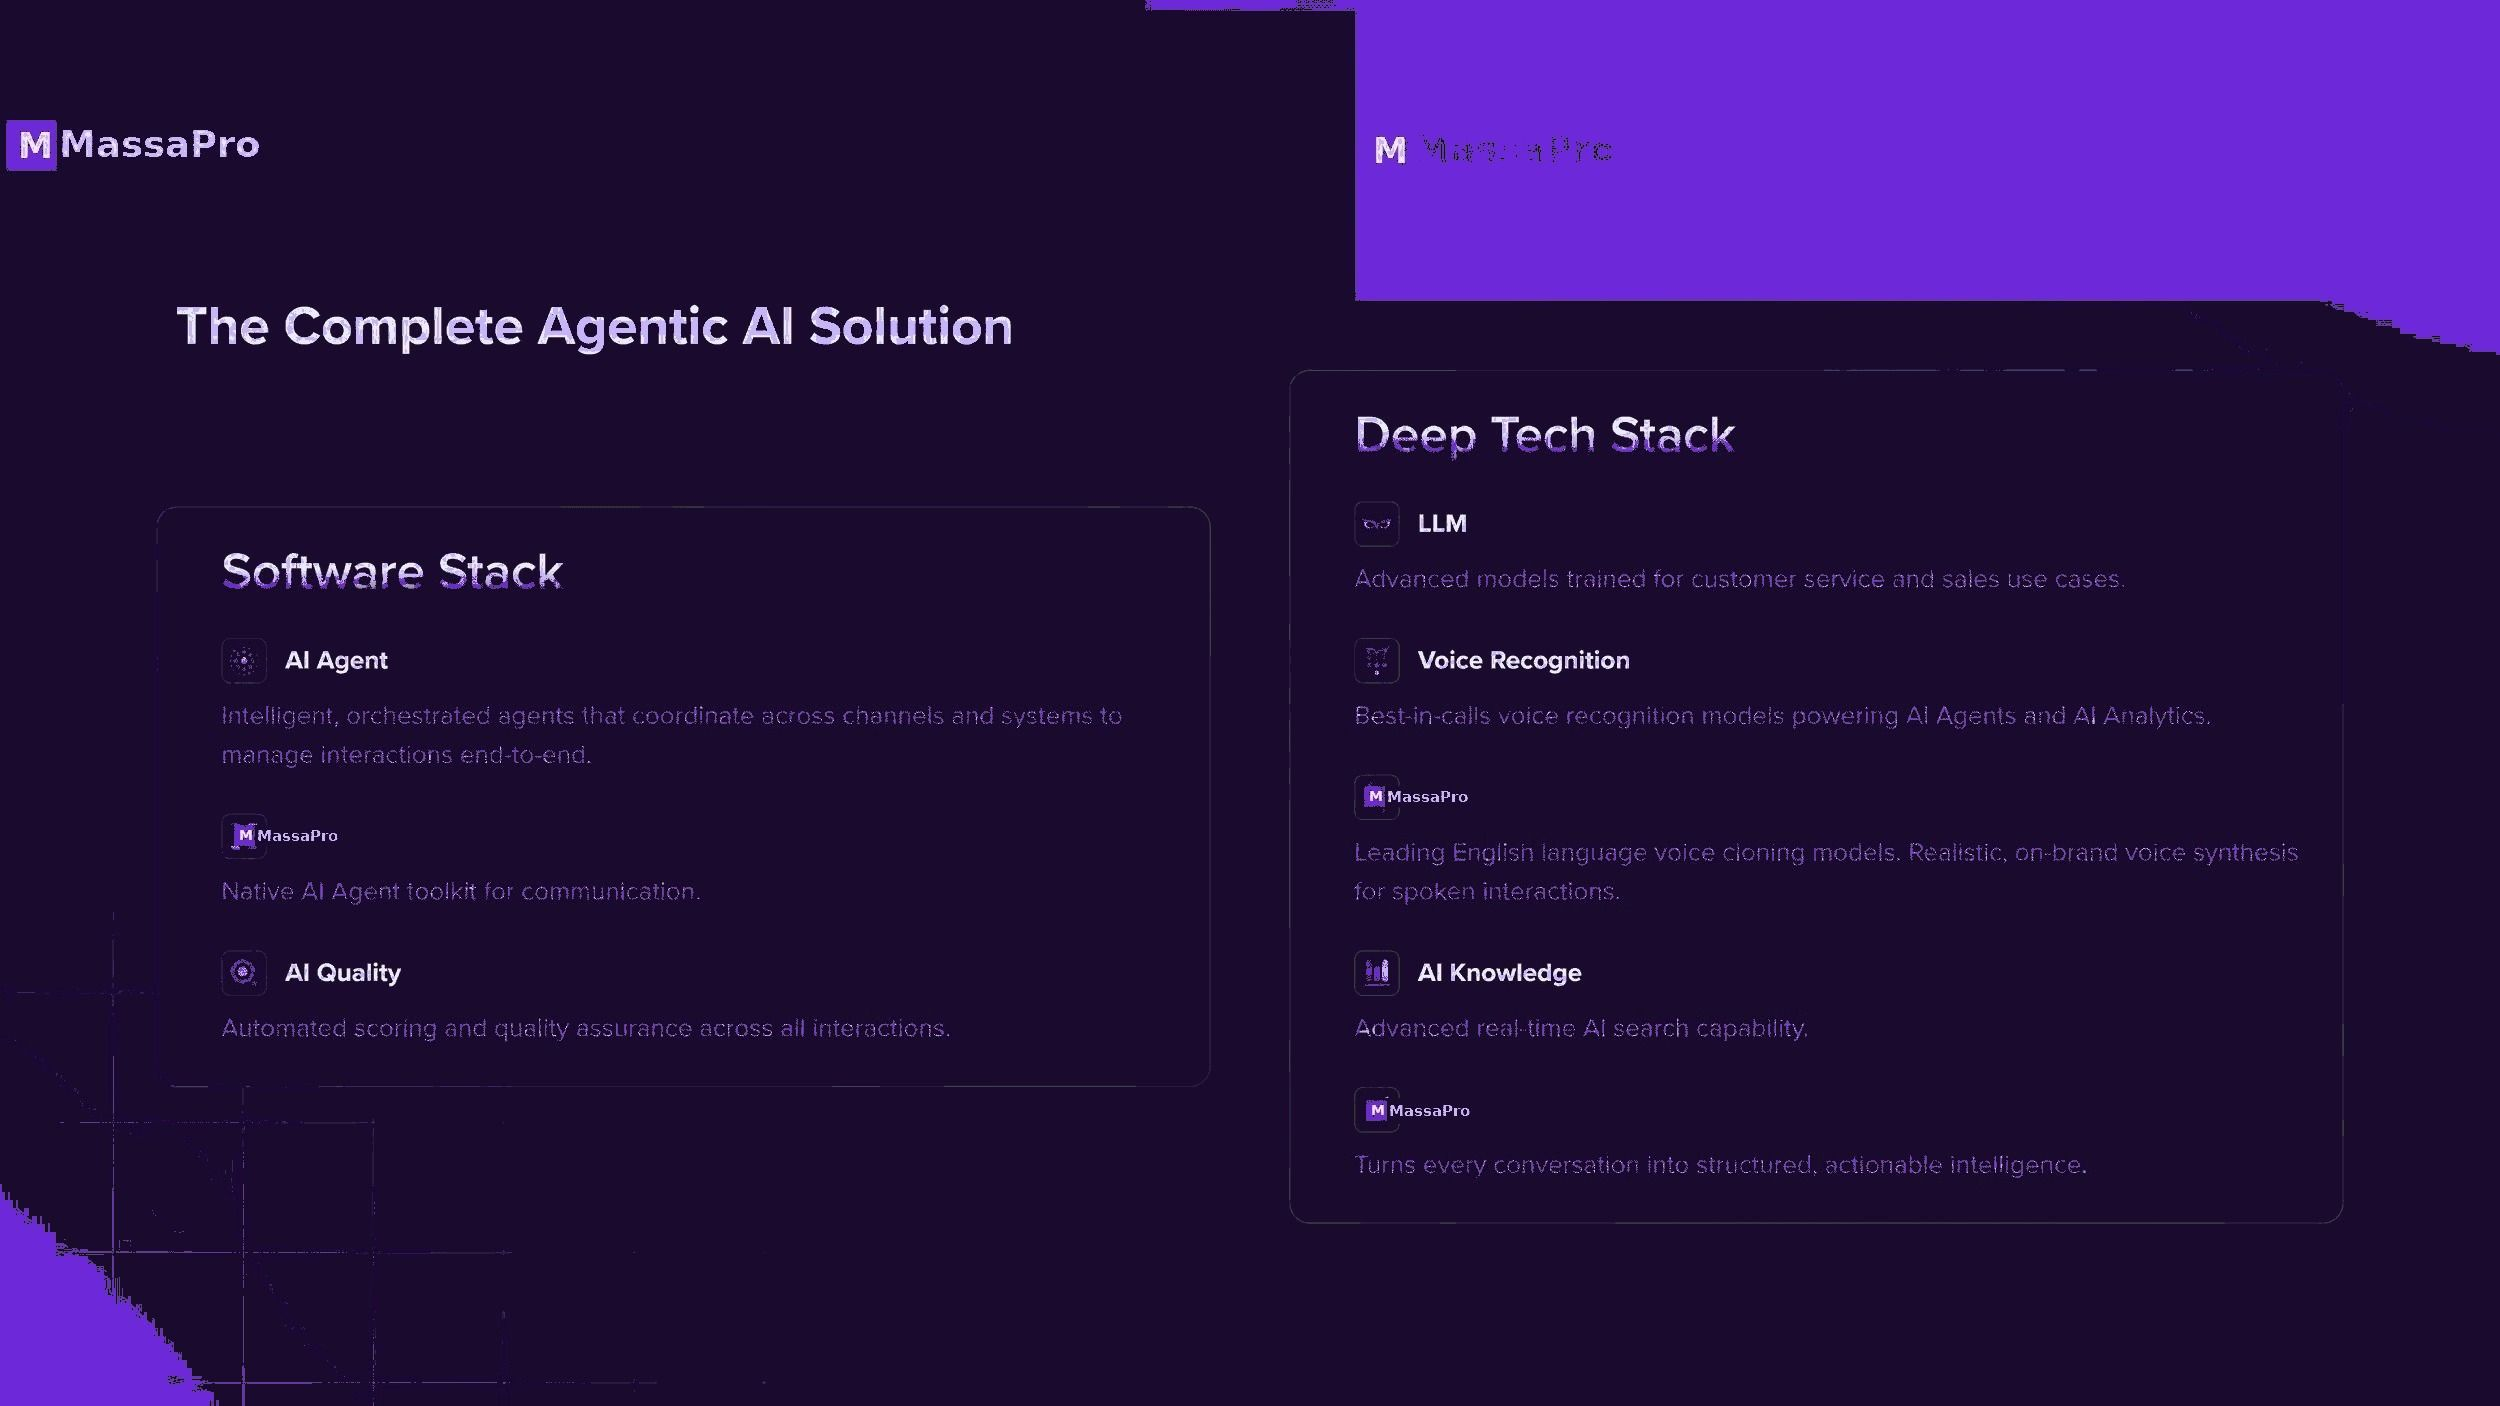 M MassaPro
M MassaPro
The Complete Agentic AI Solution
Software Stack
AI Agent
Intelligent, orchestrated agents that coordinate across channels and systems to
manage interactions end-to-end.
M MassaPro
Native AI Agent toolkit for communication.
AI Quality
Automated scoring and quality assurance across all interactions.
Deep Tech Stack
LLM
Advanced models trained for customer service and sales use cases.
Voice Recognition
Best-in-calls voice recognition models powering AI Agents and AI Analytics.
M MassaPro
Leading English language voice cloning models. Realistic, on-brand voice synthesis
for spoken interactions.
AI Knowledge
Advanced real-time AI search capability.
M MassaPro
Turns every conversation into structured, actionable intelligence.